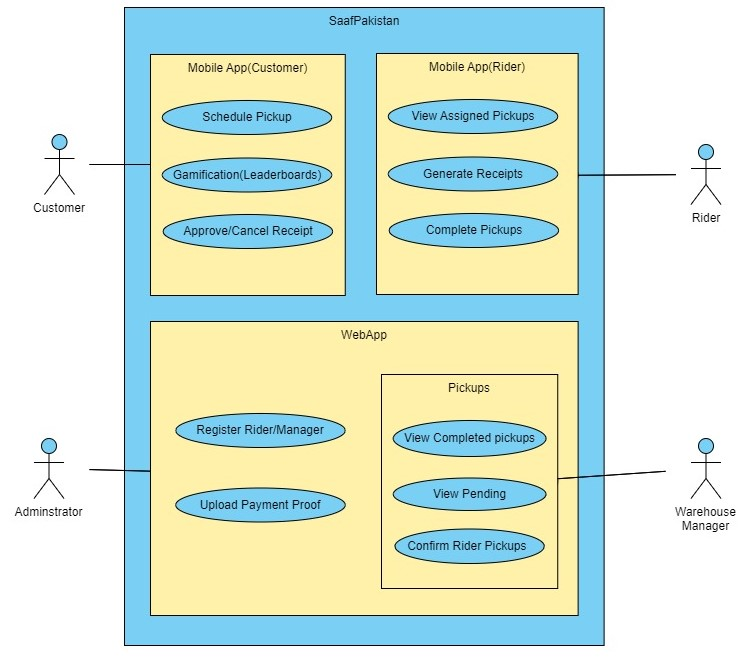 SaafPakistan
Mobile App(Customer)
Schedule Pickup
Gamification(Leaderboards)
Approve/Cancel Receipt
Mobile App(Rider)
View Assigned Pickups
Generate Receipts
Complete Pickups
Customer
Rider
WebApp
Register Rider/Manager
Upload Payment Proof
Pickups
View Completed pickups
View Pending
Confirm Rider Pickups
Adminstrator
Warehouse
Manager